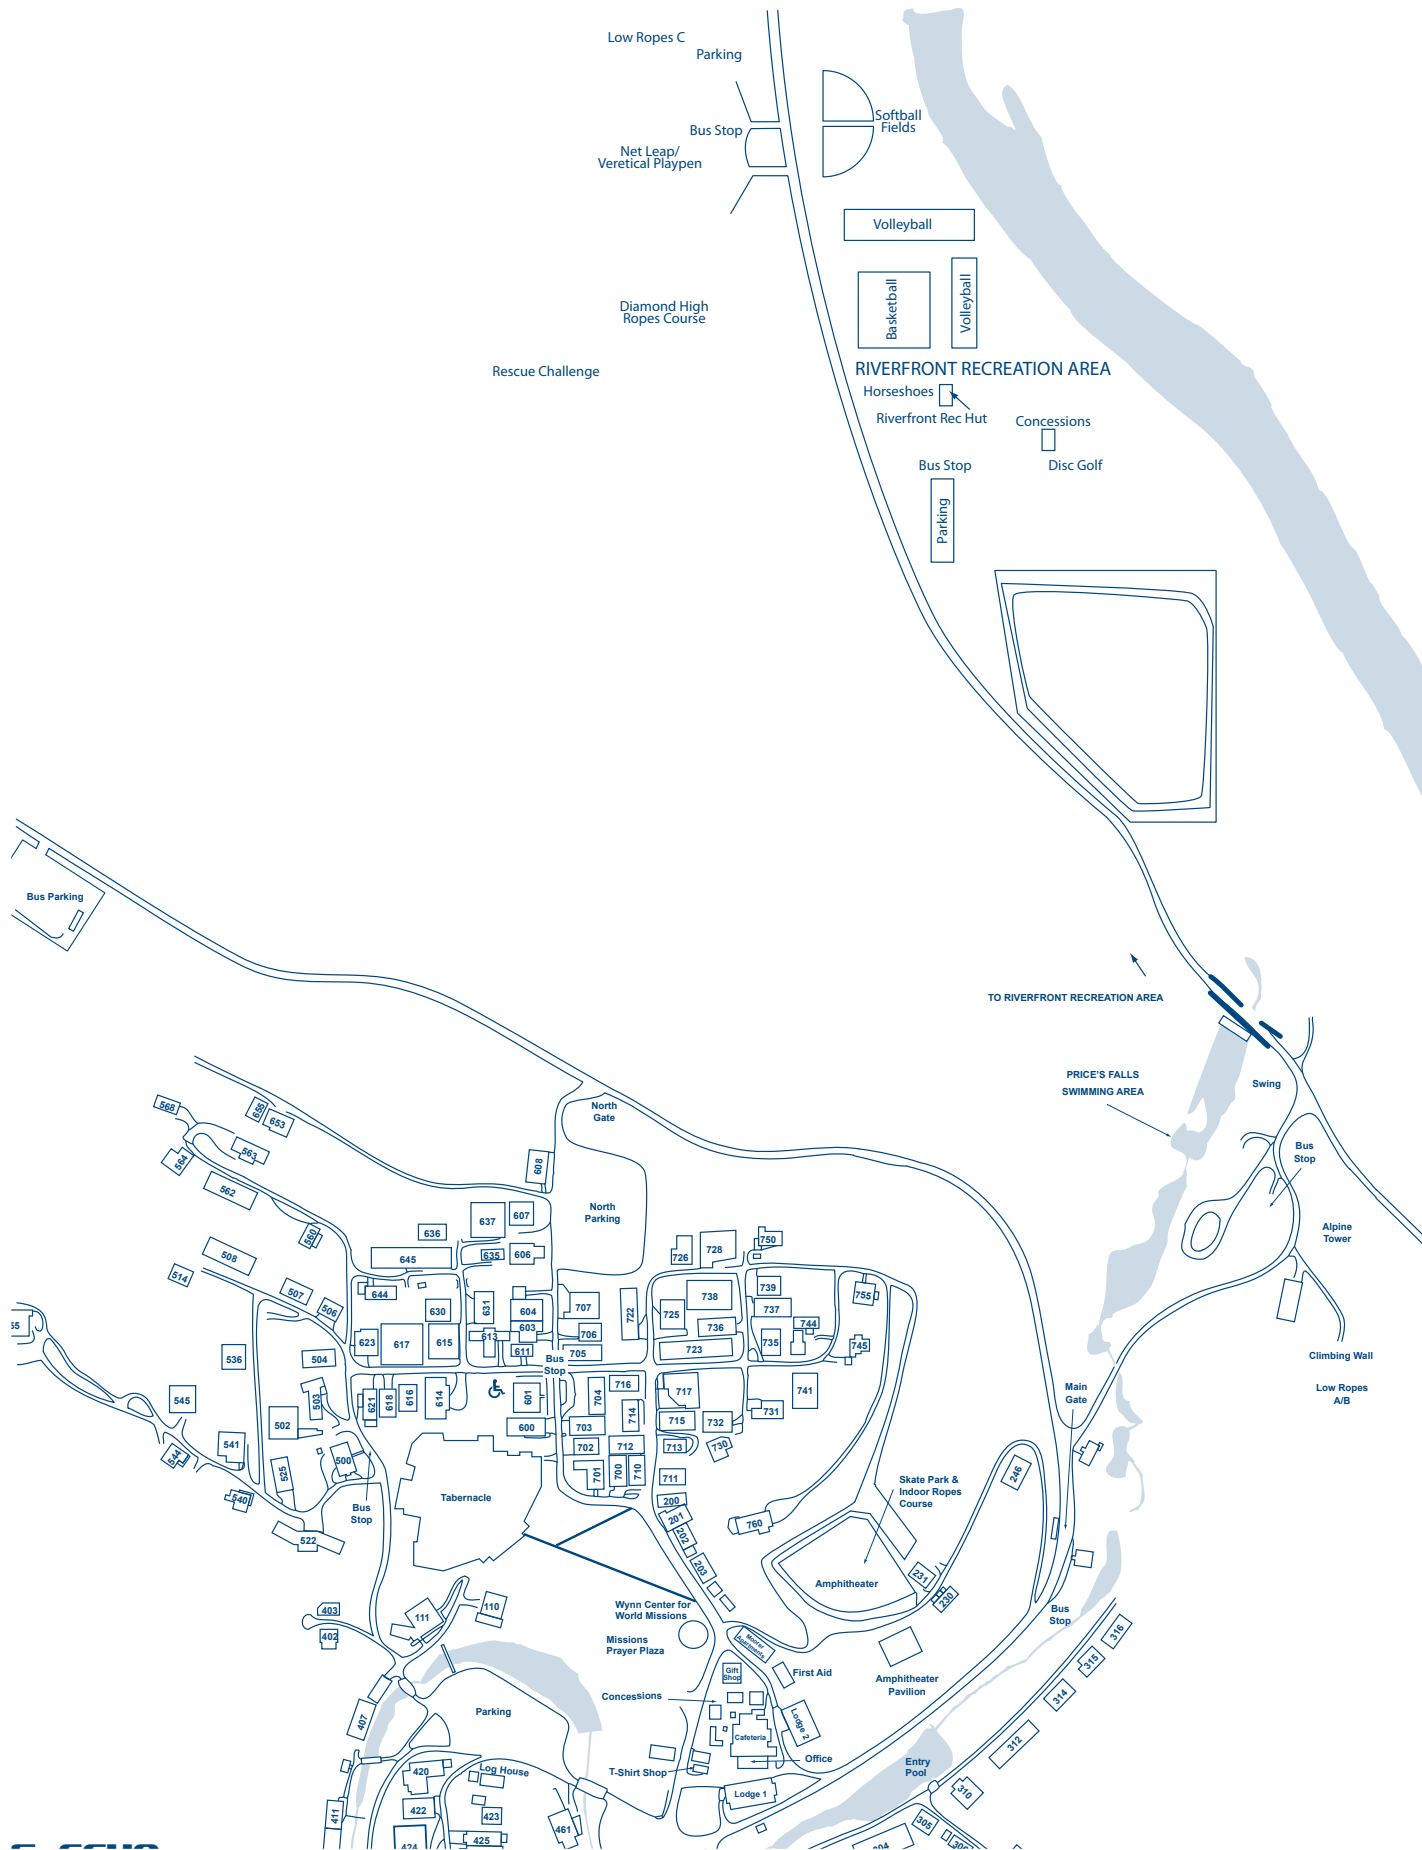 Low Ropes C
Parking
Softball
Fields
Bus Stop
Net Leap/
Veretical Playpen
Volleyball
Basketball
Volleyball
Diamond High
Ropes Course
Rescue Challenge
RIVERFRONT RECREATION AREA
Horseshoes
Riverfront Rec Hut
Concessions
Bus Stop
Disc Golf
Parking
Bus Parking
TO RIVERFRONT RECREATION AREA
PRICE'S FALLS
SWIMMING AREA
Swing
Bus
Stop
Alpine
Tower
Climbing Wall
Low Ropes
A/B
Main
Gate
North
Gate
North
Parking
568
655
653
564
563
562
560
508
514
507
506
536
504
545
503
502
541
544
525
500
540
522
608
637
607
636
635
606
645
644
630
631
604
603
623
617
615
613
611
621
618
616
614
601
600
707
706
705
722
Bus
Stop
704
716
714
703
702
712
701
700
710
726
728
750
738
739
725
737
736
735
744
723
755
745
717
741
715
732
731
713
730
711
200
201
202
203
760
Bus
Stop
Tabernacle
Skate Park &
Indoor Ropes
Course
246
Amphitheater
231
230
Bus
Stop
316
315
314
312
310
305
304
403
402
111
110
407
Wynn Center for
World Missions
Missions
Prayer Plaza
Apartments
Gift
Shop
First Aid
Amphitheater
Pavilion
Concessions
Parking
Lodge 2
Cafeteria
Office
T-Shirt Shop
Entry
Pool
Lodge 1
420
Log House
422
423
411
461
425
424